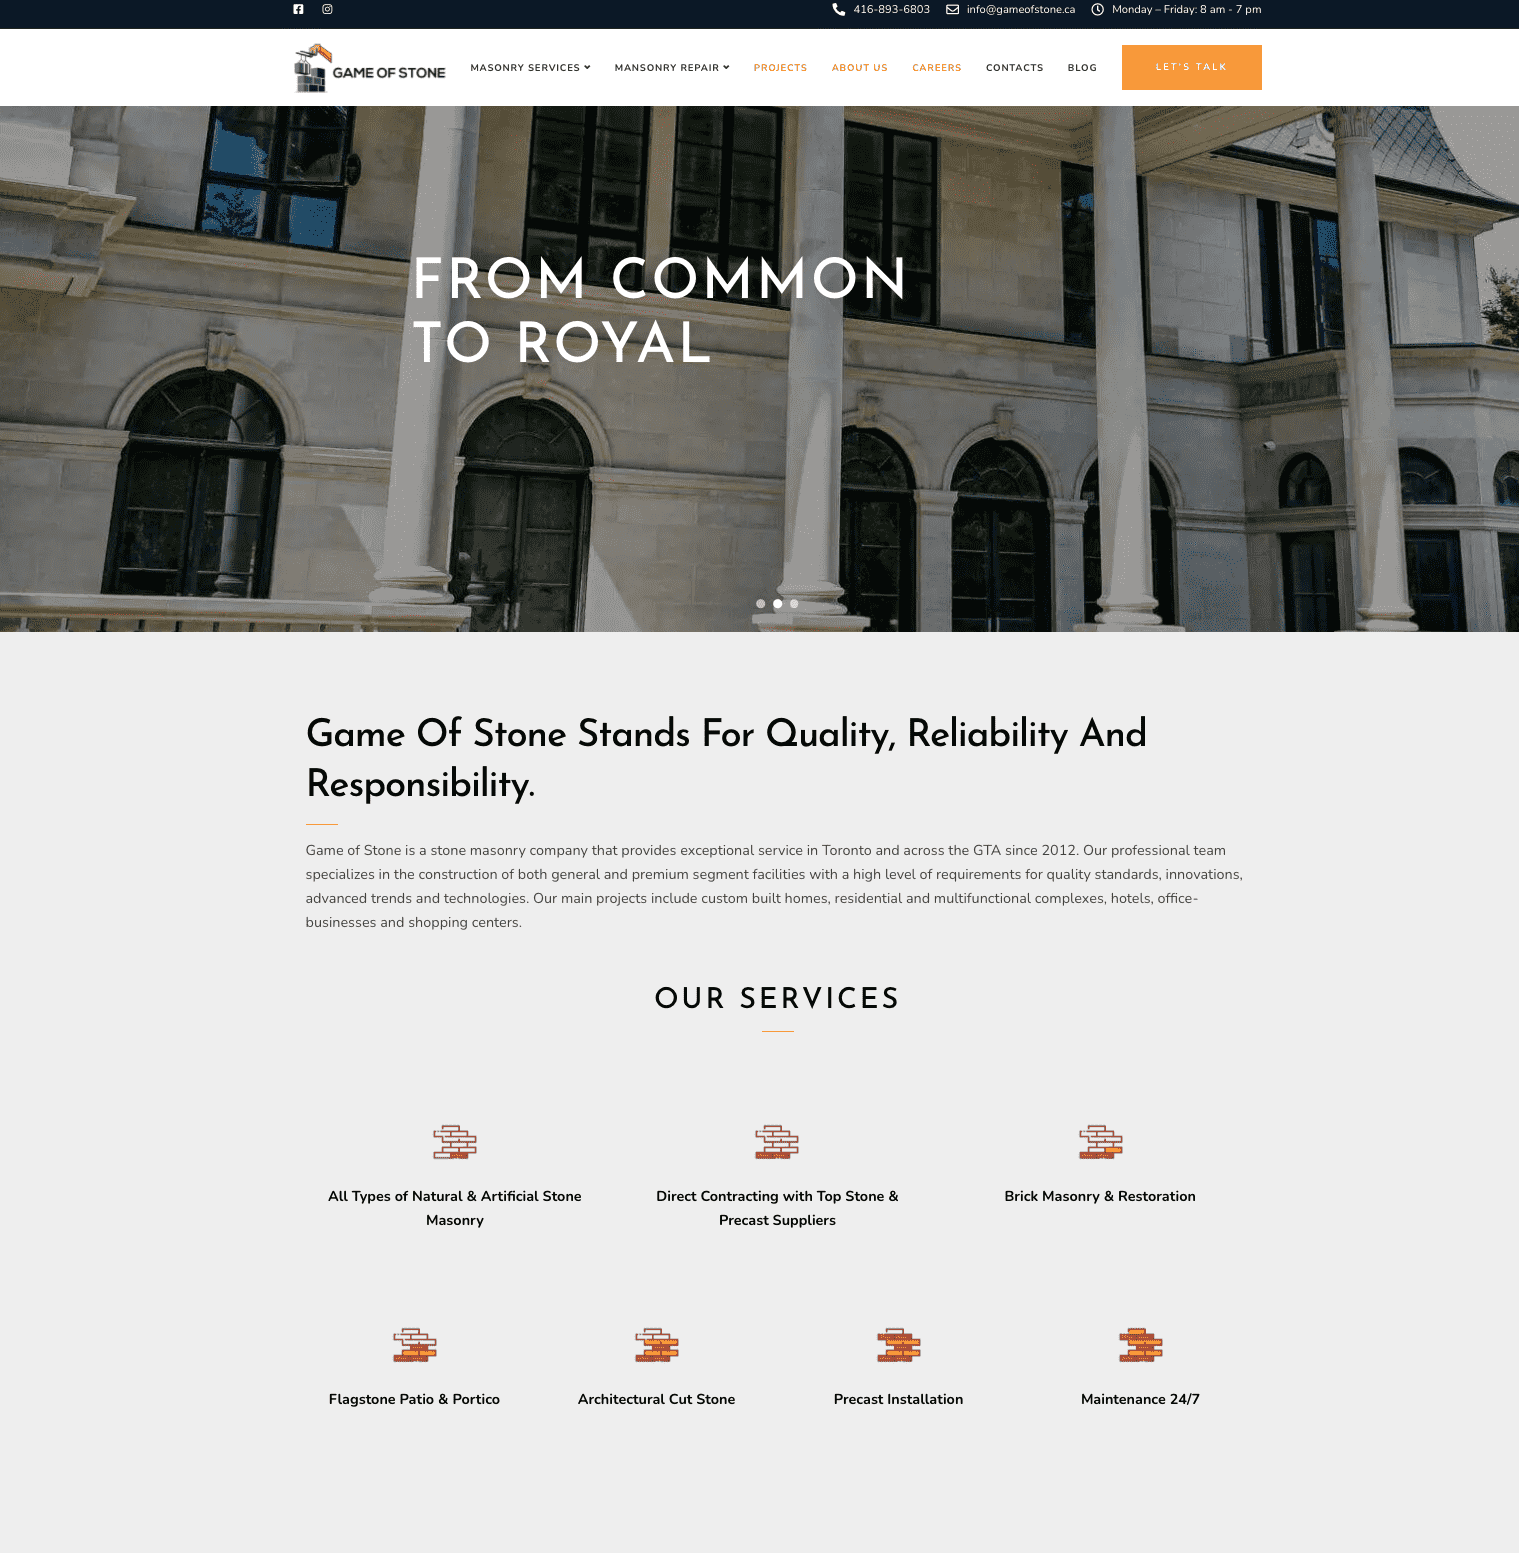 416-893-6803 info@gameofstone.ca Monday – Friday: 8 am - 7 pm
GAME OF STONE MASONRY SERVICES MANSONRY REPAIR PROJECTS ABOUT US CAREERS CONTACTS BLOG LET'S TALK
FROM COMMON
TO ROYAL
Game Of Stone Stands For Quality, Reliability And
Responsibility.
Game of Stone is a stone masonry company that provides exceptional service in Toronto and across the GTA since 2012. Our professional team
specializes in the construction of both general and premium segment facilities with a high level of requirements for quality standards, innovations,
advanced trends and technologies. Our main projects include custom built homes, residential and multifunctional complexes, hotels, office-
businesses and shopping centers.
OUR SERVICES
All Types of Natural & Artificial Stone
Masonry
Direct Contracting with Top Stone &
Precast Suppliers
Brick Masonry & Restoration
Flagstone Patio & Portico
Architectural Cut Stone
Precast Installation
Maintenance 24/7